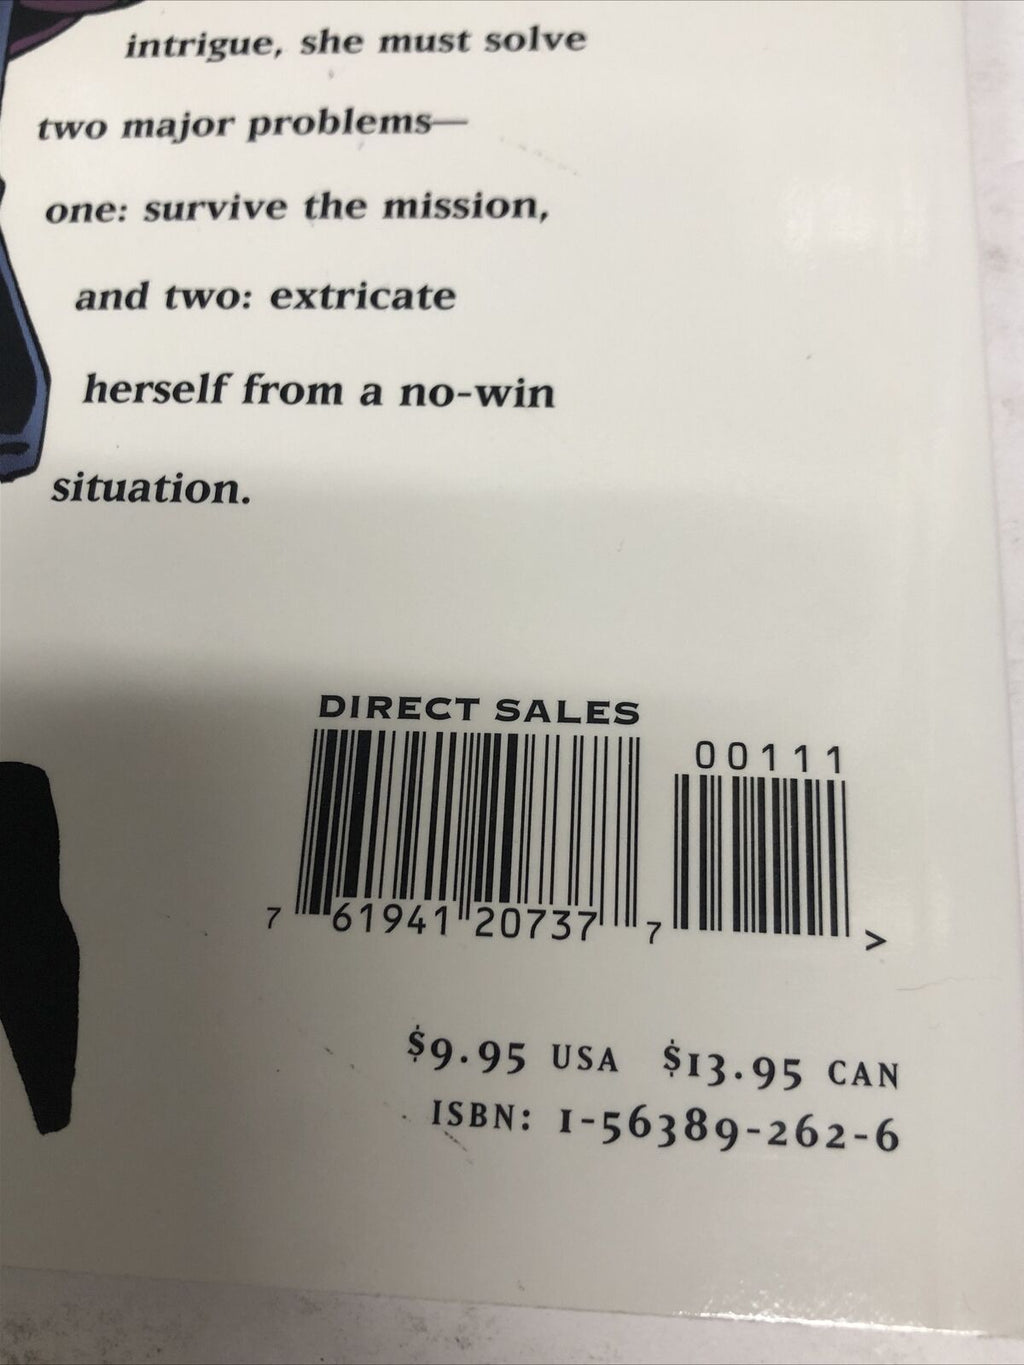 intrigue, she must solve
two major problems—
one: survive the mission,
and two: extricate
herself from a no-win
situation.
DIRECT SALES
00111
7 61941 20737 7 >
$9.95 USA $13.95 CAN
ISBN: 1-56389-262-6